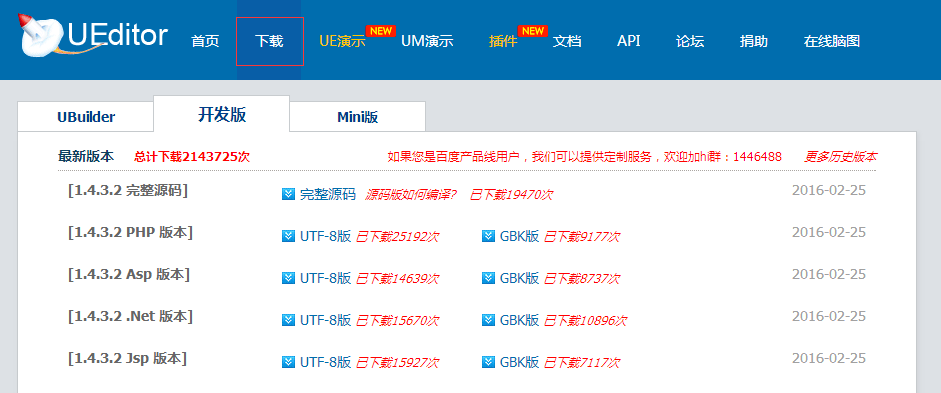 UEditor 首页 下载 UE演示 NEW UM演示 插件 NEW 文档 API 论坛 捐助 在线脑图
UBuilder 开发版 Mini版
最新版本 总计下载2143725次 如果您是百度产品线用户，我们可以提供定制服务，欢迎加hi群：1446488 更多历史版本
[1.4.3.2 完整源码] 完整源码 源码版如何编译? 已下载19470次 2016-02-25
[1.4.3.2 PHP 版本] UTF-8版 已下载25192次 GBK版 已下载9177次 2016-02-25
[1.4.3.2 Asp 版本] UTF-8版 已下载14639次 GBK版 已下载8737次 2016-02-25
[1.4.3.2 .Net 版本] UTF-8版 已下载15670次 GBK版 已下载10896次 2016-02-25
[1.4.3.2 Jsp 版本] UTF-8版 已下载15927次 GBK版 已下载7117次 2016-02-25